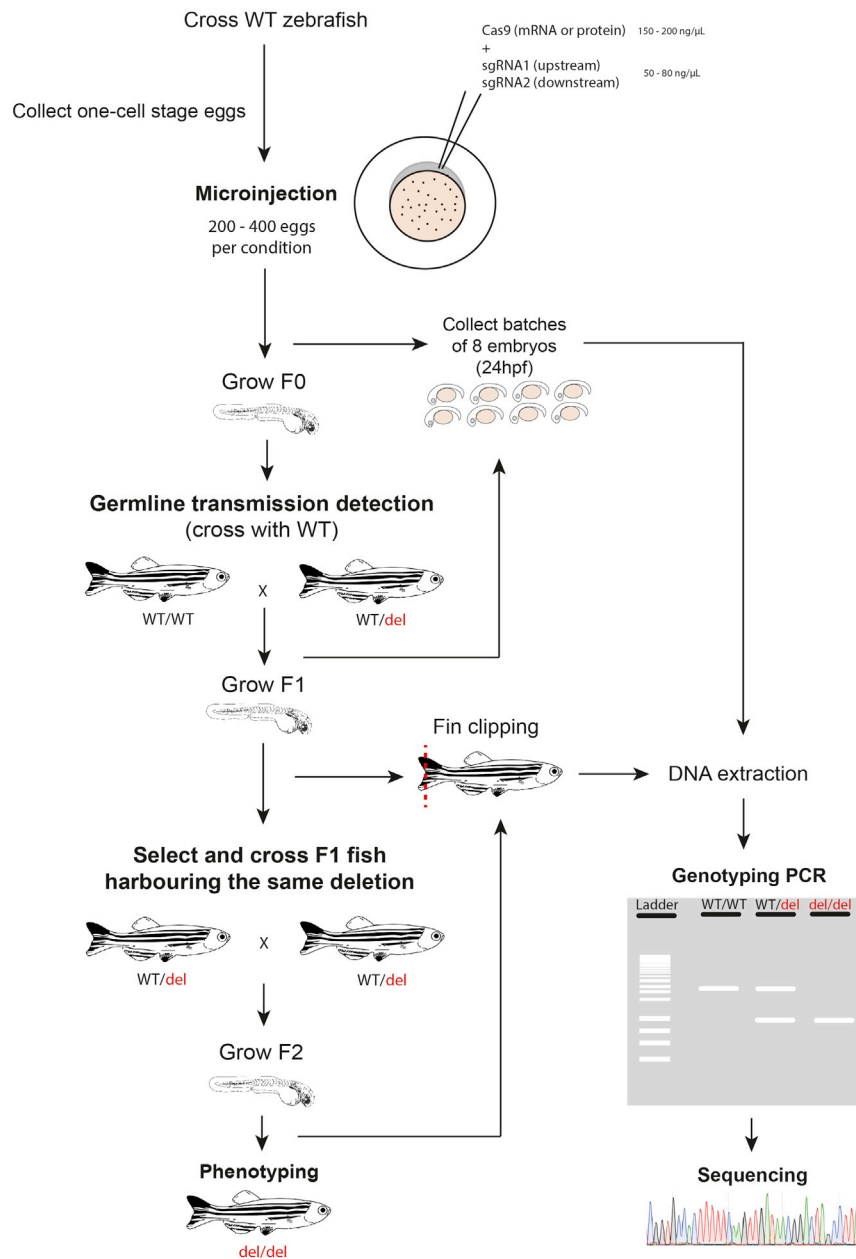 Cross WT zebrafish
Cas9 (mRNA or protein) 150 - 200 ng/µL
+
sgRNA1 (upstream)
sgRNA2 (downstream) 50 - 80 ng/µL
Collect one-cell stage eggs
Microinjection
200 - 400 eggs
per condition
Collect batches
of 8 embryos
(24hpf)
Grow F0
Germline transmission detection
(cross with WT)
X
WT/WT
WT/del
Grow F1
Fin clipping
DNA extraction
Select and cross F1 fish
harbouring the same deletion
X
WT/del
WT/del
Genotyping PCR
Ladder WT/WT WT/del del/del
Grow F2
Phenotyping
del/del
Sequencing